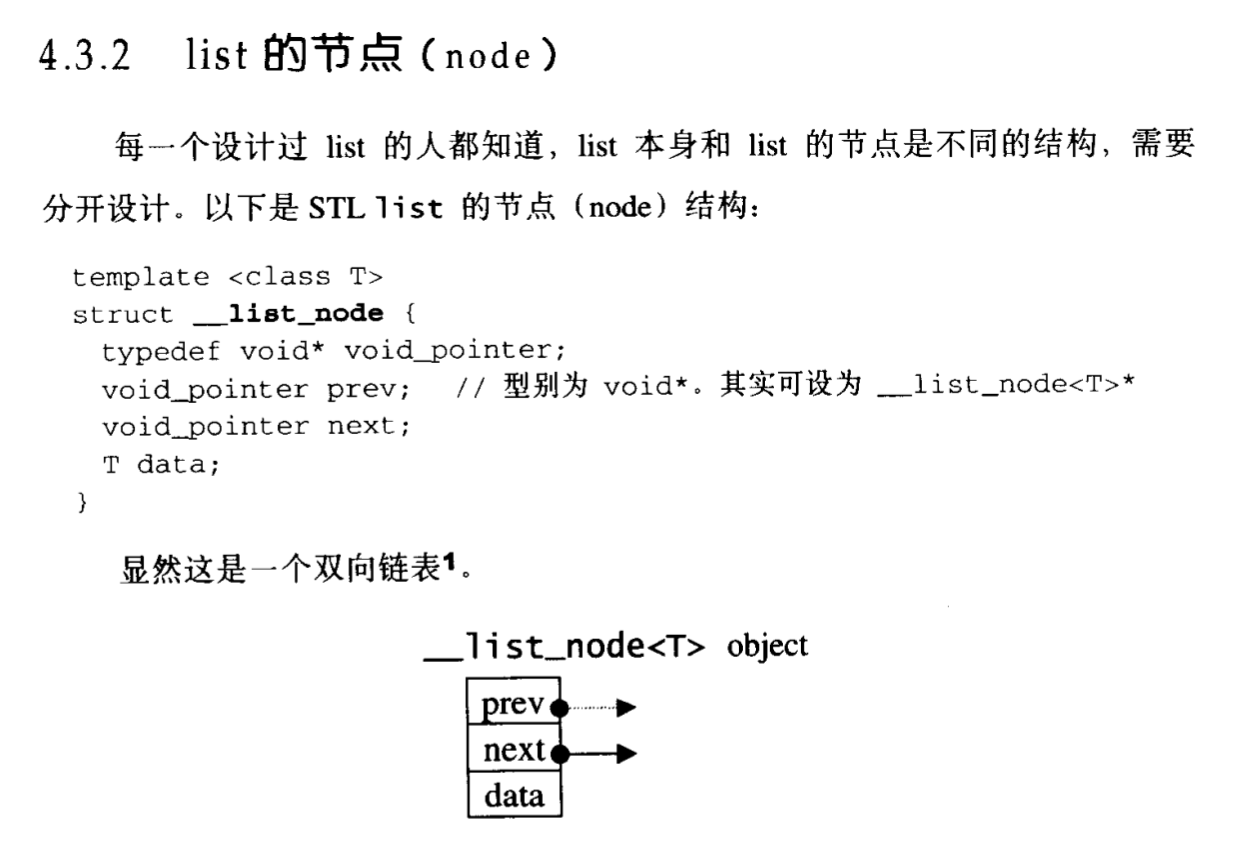 4.3.2 list 的节点（node）
每一个设计过 list 的人都知道，list 本身和 list 的节点是不同的结构，需要
分开设计。以下是 STL list 的节点（node）结构：
template <class T>
struct __list_node {
  typedef void* void_pointer;
  void_pointer prev;   // 型别为 void*。其实可设为 __list_node<T>*
  void_pointer next;
  T data;
}
显然这是一个双向链表1。
__list_node<T> object
prev
next
data